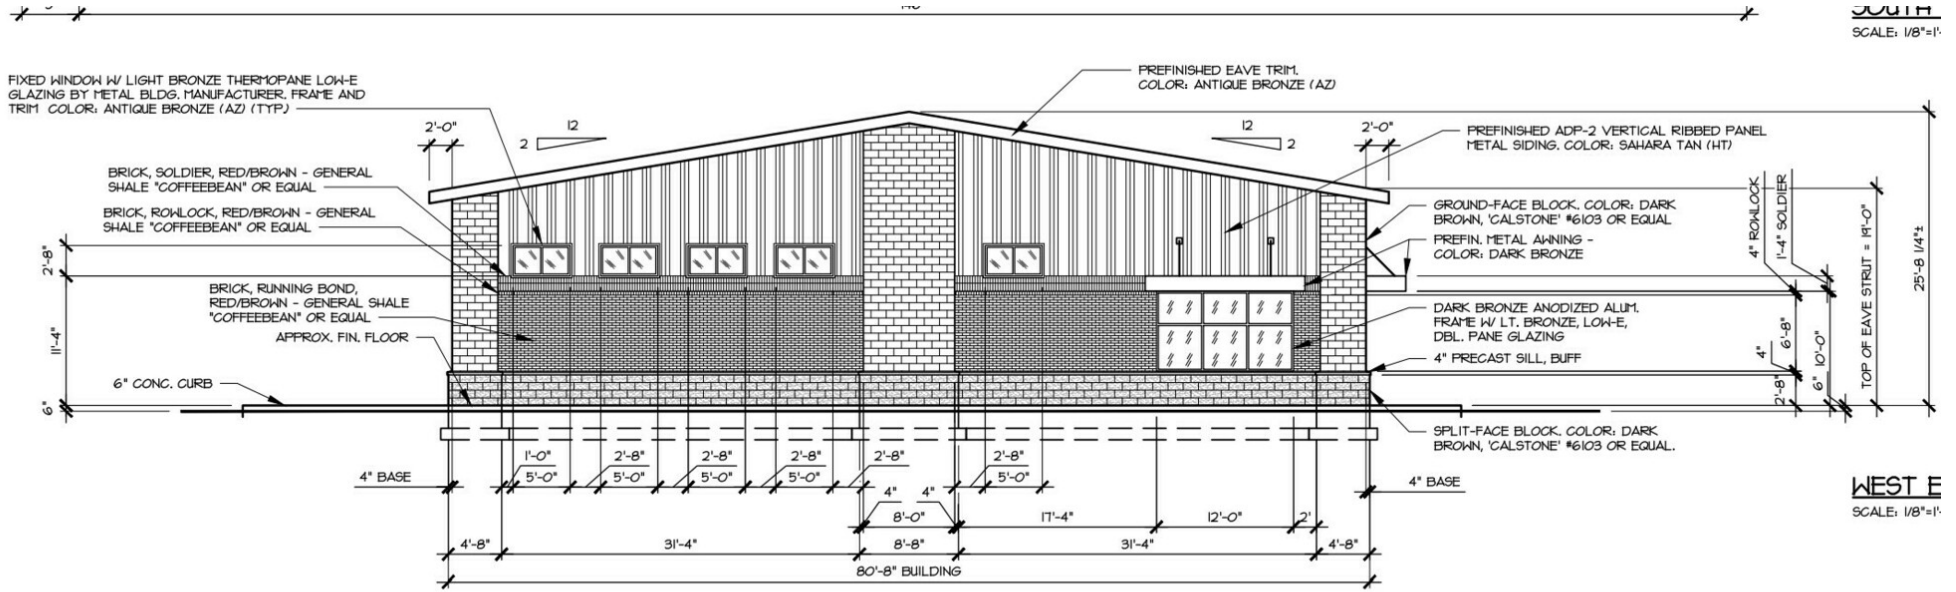 SCALE: 1/8"=1'-
FIXED WINDOW W/ LIGHT BRONZE THERMOPANE LOW-E
GLAZING BY METAL BLDG. MANUFACTURER. FRAME AND
TRIM COLOR: ANTIQUE BRONZE (AZ) (TYP.)
PREFINISHED EAVE TRIM.
COLOR: ANTIQUE BRONZE (AZ)
2'-0"
12
2
12
2
2'-0"
PREFINISHED ADP-2 VERTICAL RIBBED PANEL
METAL SIDING. COLOR: SAHARA TAN (HT)
BRICK, SOLDIER, RED/BROWN - GENERAL
SHALE "COFFEEBEAN" OR EQUAL
BRICK, ROWLOCK, RED/BROWN - GENERAL
SHALE "COFFEEBEAN" OR EQUAL
GROUND-FACE BLOCK. COLOR: DARK
BROWN, 'CALSTONE' #6103 OR EQUAL
PREFIN. METAL AWNING -
COLOR: DARK BRONZE
4" ROWLOCK
1'-4" SOLDIER
TOP OF EAVE STRUT = 19'-0"
25'-8 1/4"±
2'-8"
11'-4"
6"
BRICK, RUNNING BOND,
RED/BROWN - GENERAL SHALE
"COFFEEBEAN" OR EQUAL
APPROX. FIN. FLOOR
6" CONC. CURB
DARK BRONZE ANODIZED ALUM.
FRAME W/ LT. BRONZE, LOW-E,
DBL. PANE GLAZING
4" PRECAST SILL, BUFF
6'-8"
4"
2'-8"
10'-0"
6"
SPLIT-FACE BLOCK. COLOR: DARK
BROWN, 'CALSTONE' #6103 OR EQUAL.
1'-0" 2'-8" 2'-8" 2'-8" 2'-8" 2'-8"
5'-0" 5'-0" 5'-0" 5'-0" 5'-0"
4" BASE
4" BASE
WEST E
SCALE: 1/8"=1'-
4" 4"
8'-0" 17'-4" 12'-0" 2'
4'-8" 31'-4" 8'-8" 31'-4" 4'-8"
80'-8" BUILDING